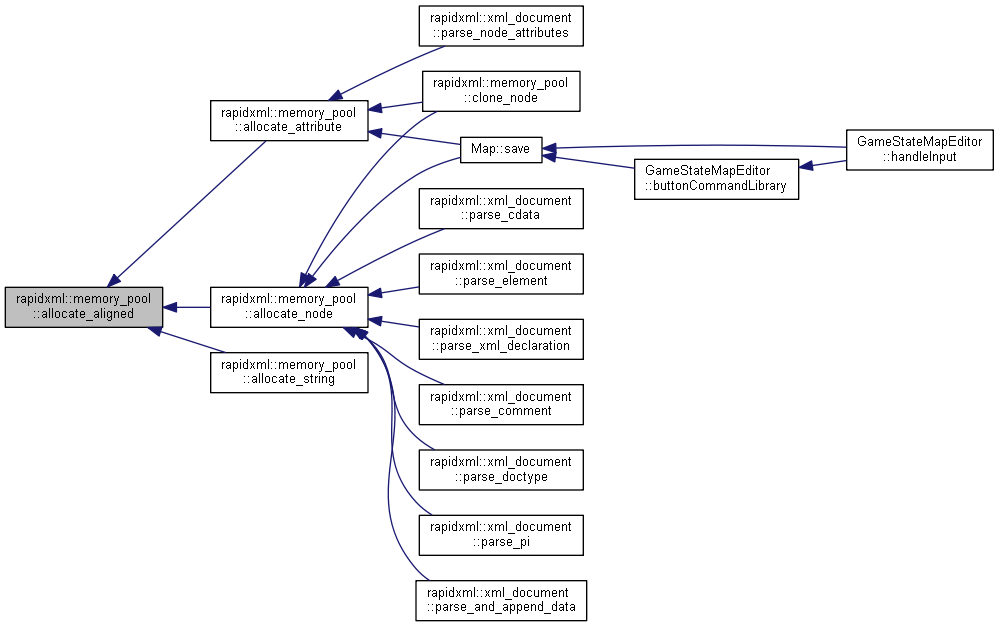 rapidxml::xml_document
::parse_node_attributes
rapidxml::memory_pool
::clone_node
rapidxml::memory_pool
::allocate_attribute
Map::save
GameStateMapEditor
::handleInput
GameStateMapEditor
::buttonCommandLibrary
rapidxml::xml_document
::parse_cdata
rapidxml::xml_document
::parse_element
rapidxml::memory_pool
::allocate_aligned
rapidxml::memory_pool
::allocate_node
rapidxml::xml_document
::parse_xml_declaration
rapidxml::memory_pool
::allocate_string
rapidxml::xml_document
::parse_comment
rapidxml::xml_document
::parse_doctype
rapidxml::xml_document
::parse_pi
rapidxml::xml_document
::parse_and_append_data